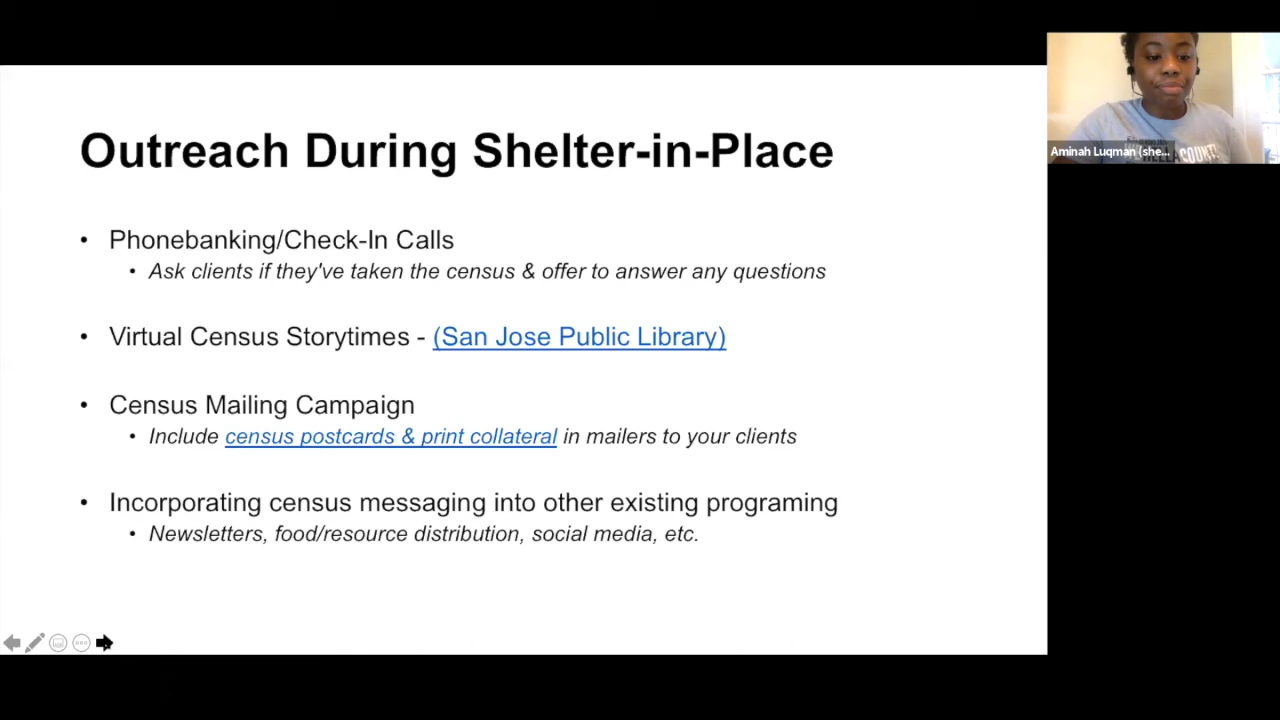 Outreach During Shelter-in-Place
• Phonebanking/Check-In Calls
• Ask clients if they've taken the census & offer to answer any questions
• Virtual Census Storytimes - (San Jose Public Library)
• Census Mailing Campaign
• Include census postcards & print collateral in mailers to your clients
• Incorporating census messaging into other existing programing
• Newsletters, food/resource distribution, social media, etc.
Aminah Luqman (she...
COUNT!